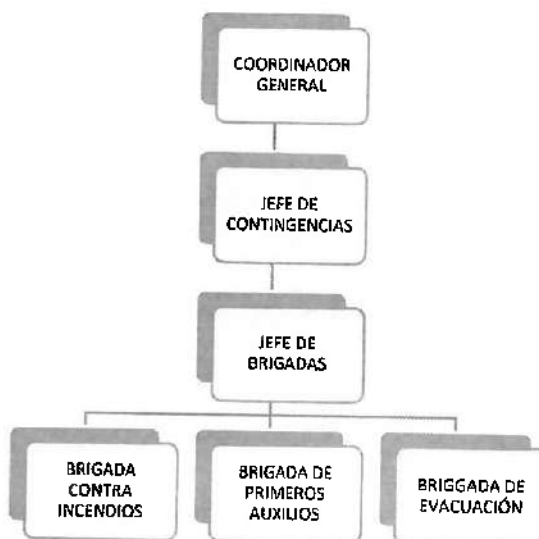 COORDINADOR
GENERAL
JEFE DE
CONTINGENCIAS
JEFE DE
BRIGADAS
BRIGADA
CONTRA
INCENDIOS
BRIGADA DE
PRIMEROS
AUXILIOS
BRIGGADA DE
EVACUACIÓN